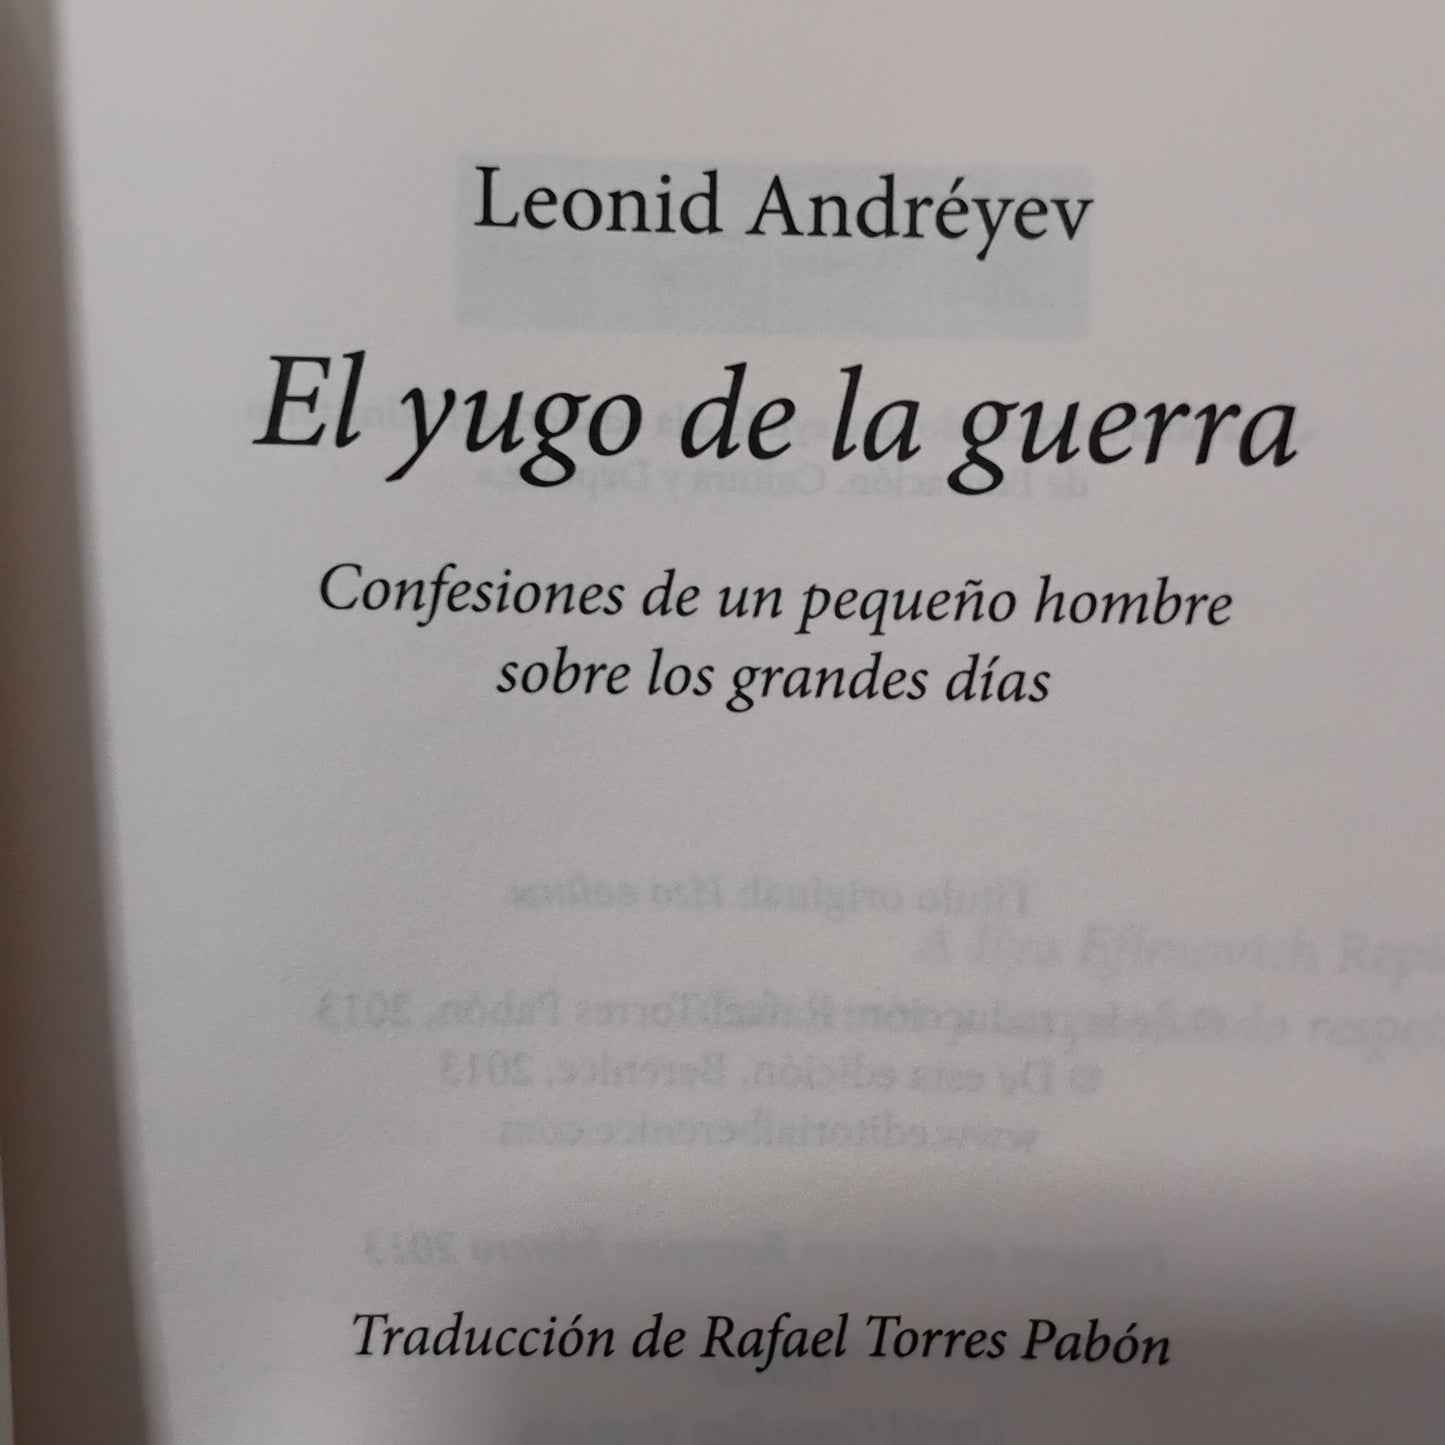 Leonid Andréyev
El yugo de la guerra
Confesiones de un pequeño hombre
sobre los grandes días
Traducción de Rafael Torres Pabón